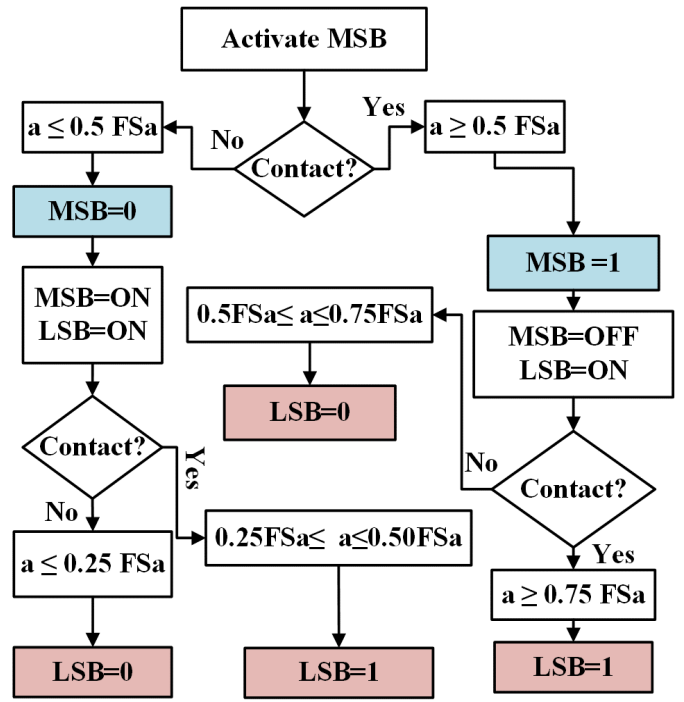 Activate MSB
a ≤ 0.5 FSa
No
Contact?
Yes
a ≥ 0.5 FSa
MSB=0
MSB =1
MSB=ON
LSB=ON
0.5FSa≤ a≤0.75FSa
MSB=OFF
LSB=ON
LSB=0
Contact?
Yes
No
No
Contact?
a ≤ 0.25 FSa
0.25FSa≤ a≤0.50FSa
Yes
a ≥ 0.75 FSa
LSB=0
LSB=1
LSB=1